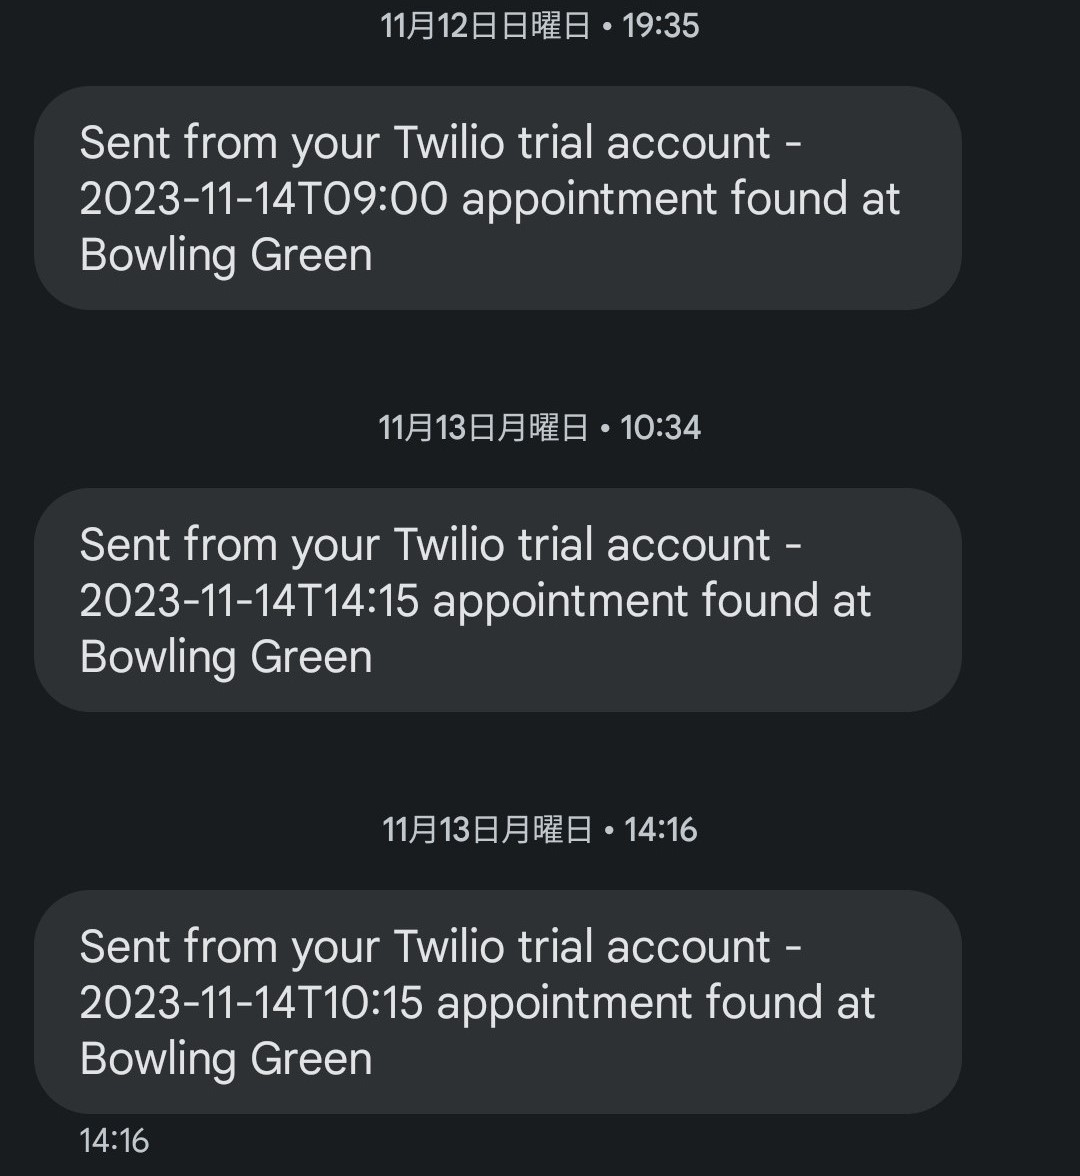 11月12日日曜日 • 19:35
Sent from your Twilio trial account -
2023-11-14T09:00 appointment found at
Bowling Green
11月13日月曜日 • 10:34
Sent from your Twilio trial account -
2023-11-14T14:15 appointment found at
Bowling Green
11月13日月曜日 • 14:16
Sent from your Twilio trial account -
2023-11-14T10:15 appointment found at
Bowling Green
14:16